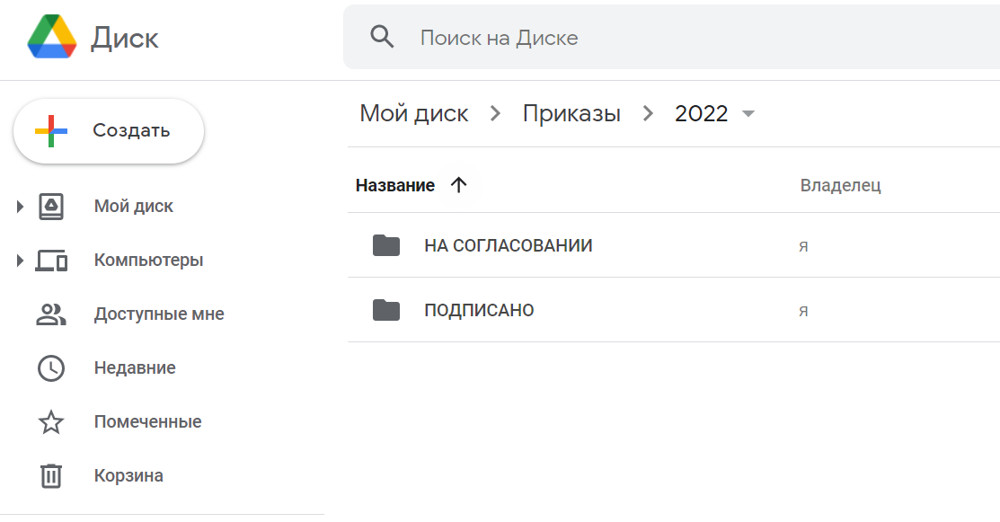 Диск
Поиск на Диске
Создать
Мой диск
Компьютеры
Доступные мне
Недавние
Помеченные
Корзина
Мой диск > Приказы > 2022
Название Владелец
НА СОГЛАСОВАНИИ я
ПОДПИСАНО я